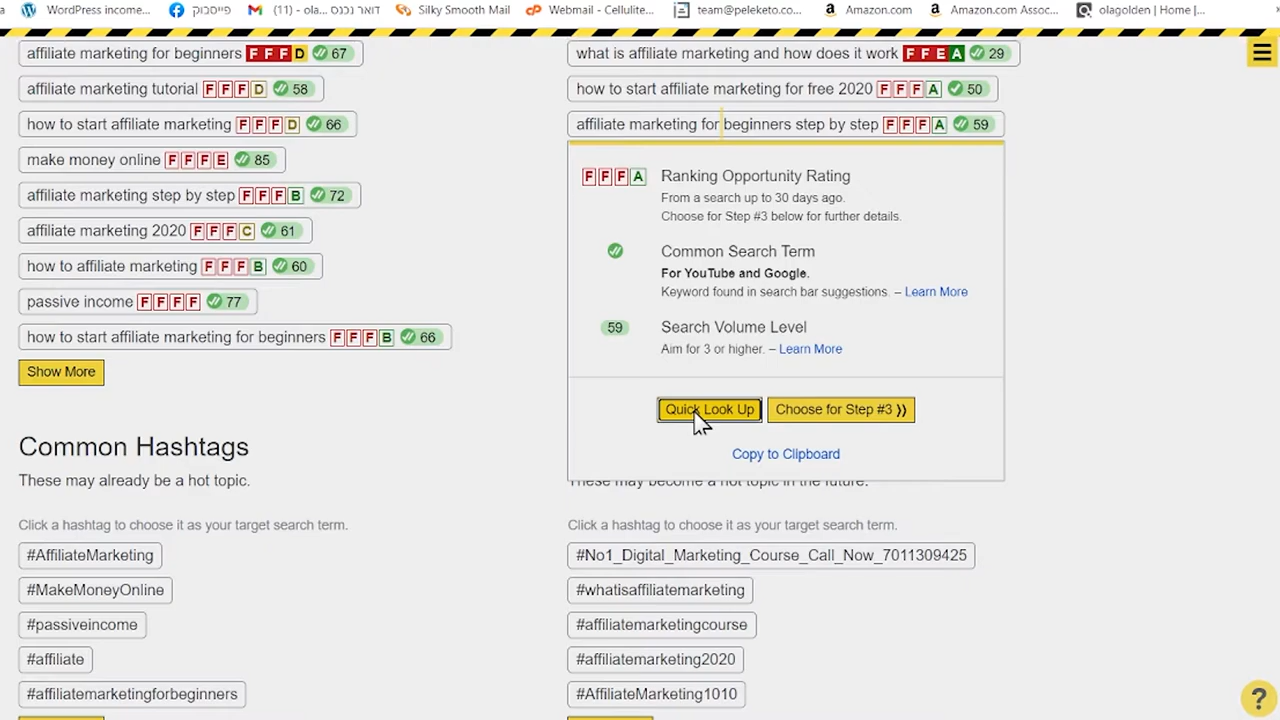 WordPress income...
פייסבוק
דואר נכנס (11) - ola...
Silky Smooth Mail
Webmail - Cellulite...
team@peleketo.co...
Amazon.com
Amazon.com Assoc...
olagolden | Home |...
affiliate marketing for beginners F F F D 67
affiliate marketing tutorial F F F D 58
how to start affiliate marketing F F F D 66
make money online F F F E 85
affiliate marketing step by step F F F B 72
affiliate marketing 2020 F F F C 61
how to affiliate marketing F F F B 60
passive income F F F F 77
how to start affiliate marketing for beginners F F F B 66
Show More
what is affiliate marketing and how does it work F F E A 29
how to start affiliate marketing for free 2020 F F F A 50
affiliate marketing for beginners step by step F F F A 59
F F F A Ranking Opportunity Rating
From a search up to 30 days ago.
Choose for Step #3 below for further details.
Common Search Term
For YouTube and Google.
Keyword found in search bar suggestions. – Learn More
59 Search Volume Level
Aim for 3 or higher. – Learn More
Quick Look Up
Choose for Step #3 ⟩⟩
Copy to Clipboard
Common Hashtags
These may already be a hot topic.
Click a hashtag to choose it as your target search term.
#AffiliateMarketing
#MakeMoneyOnline
#passiveincome
#affiliate
#affiliatemarketingforbeginners
These may become a hot topic in the future.
Click a hashtag to choose it as your target search term.
#No1_Digital_Marketing_Course_Call_Now_7011309425
#whatisaffiliatemarketing
#affiliatemarketingcourse
#affiliatemarketing2020
#AffiliateMarketing1010
?